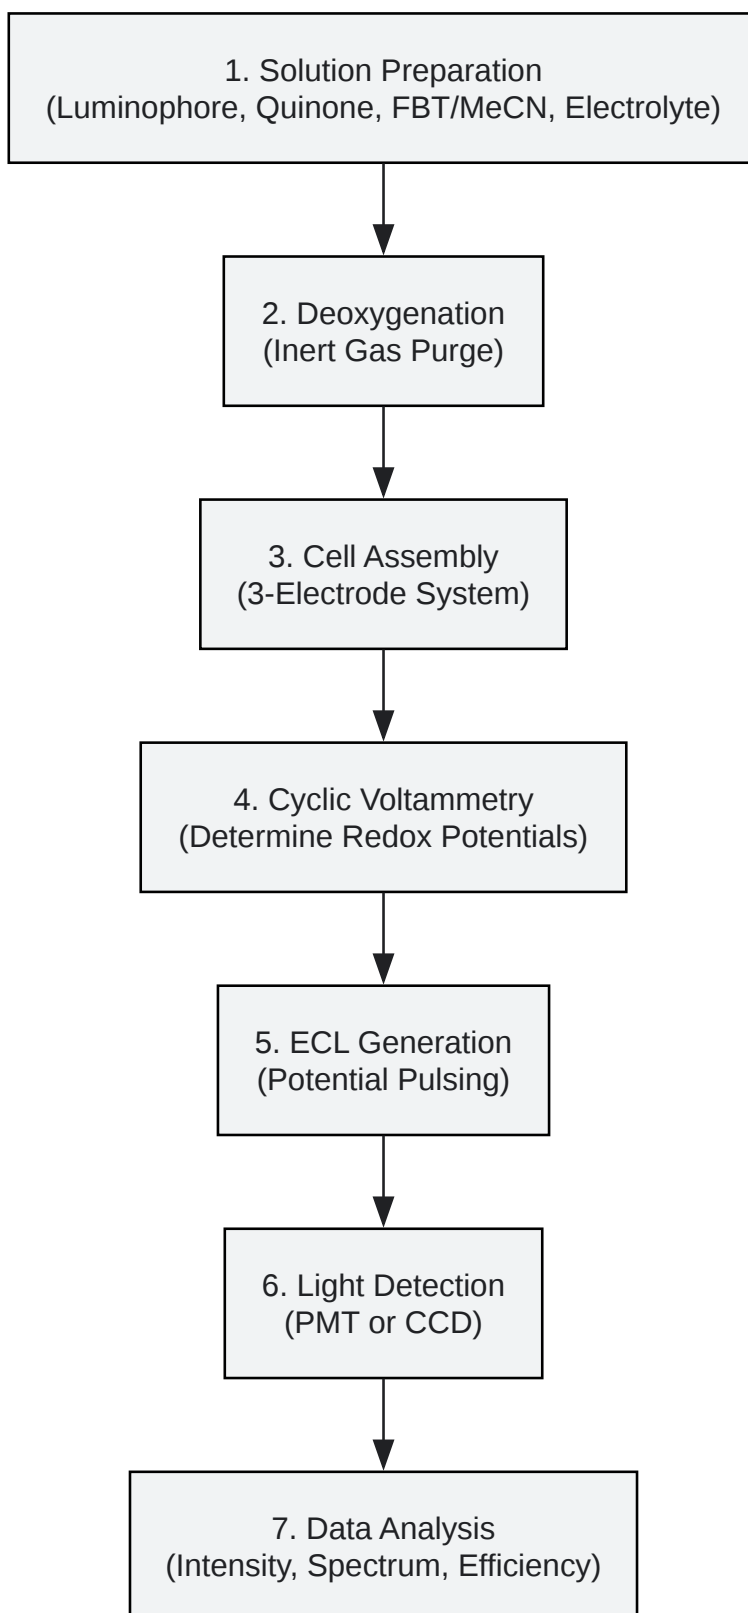 1. Solution Preparation
(Luminophore, Quinone, FBT/MeCN, Electrolyte)
2. Deoxygenation
(Inert Gas Purge)
3. Cell Assembly
(3-Electrode System)
4. Cyclic Voltammetry
(Determine Redox Potentials)
5. ECL Generation
(Potential Pulsing)
6. Light Detection
(PMT or CCD)
7. Data Analysis
(Intensity, Spectrum, Efficiency)